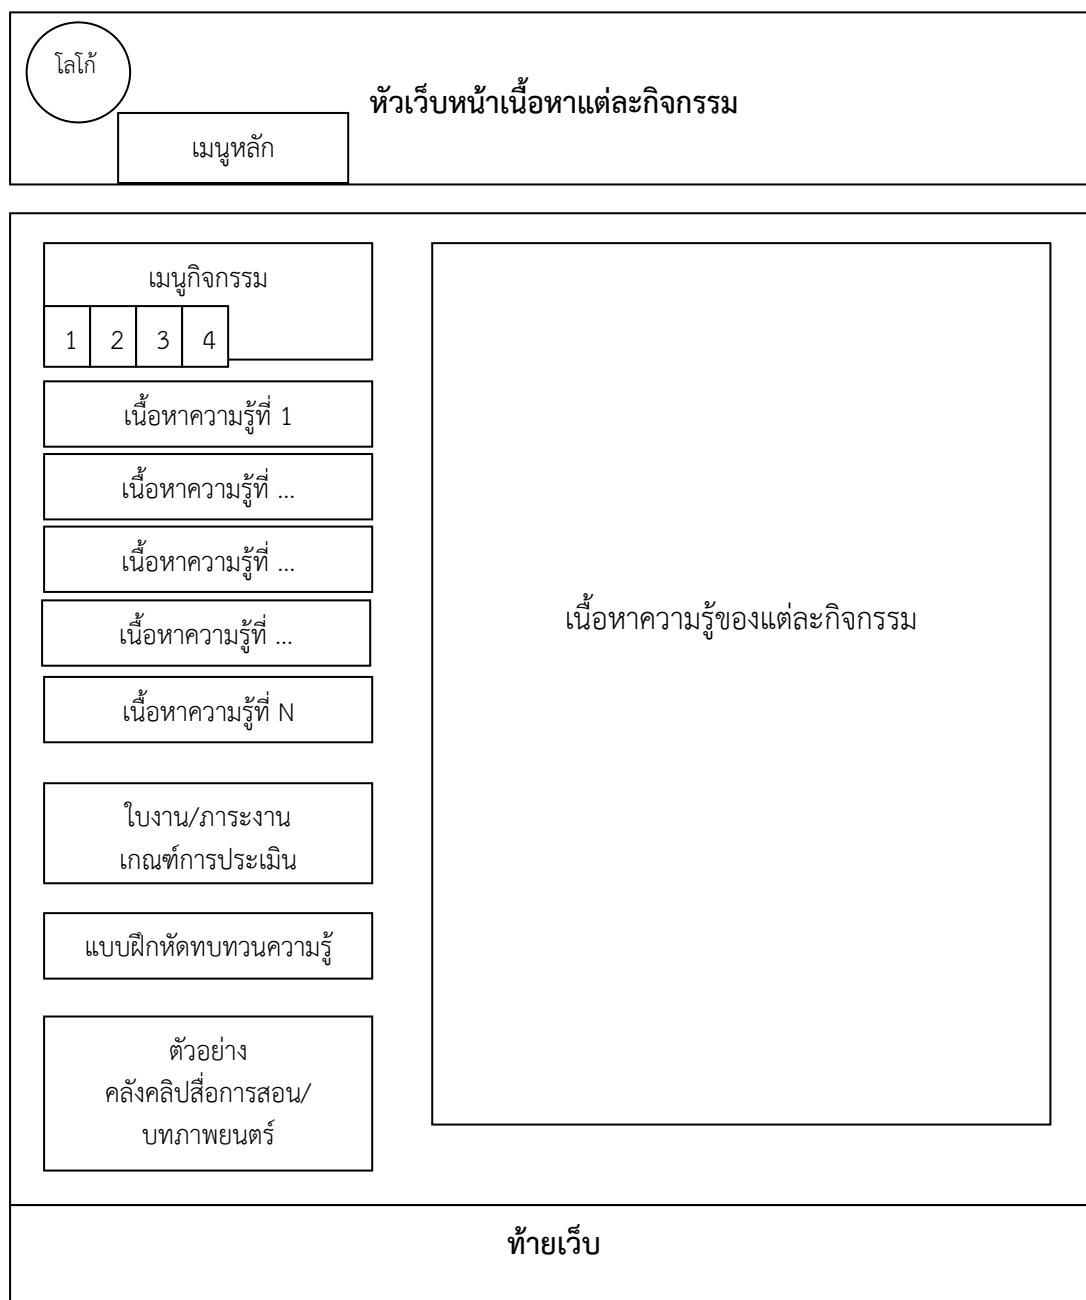 โลโก้
หัวเว็บหน้าเนื้อหาแต่ละกิจกรรม
เมนูหลัก
เมนูกิจกรรม
1 2 3 4
เนื้อหาความรู้ที่ 1
เนื้อหาความรู้ที่ ...
เนื้อหาความรู้ที่ ...
เนื้อหาความรู้ที่ ...
เนื้อหาความรู้ที่ N
ใบงาน/ภาระงาน
เกณฑ์การประเมิน
แบบฝึกหัดทบทวนความรู้
ตัวอย่าง
คลังคลิปสื่อการสอน/
บทภาพยนตร์
เนื้อหาความรู้ของแต่ละกิจกรรม
ท้ายเว็บ